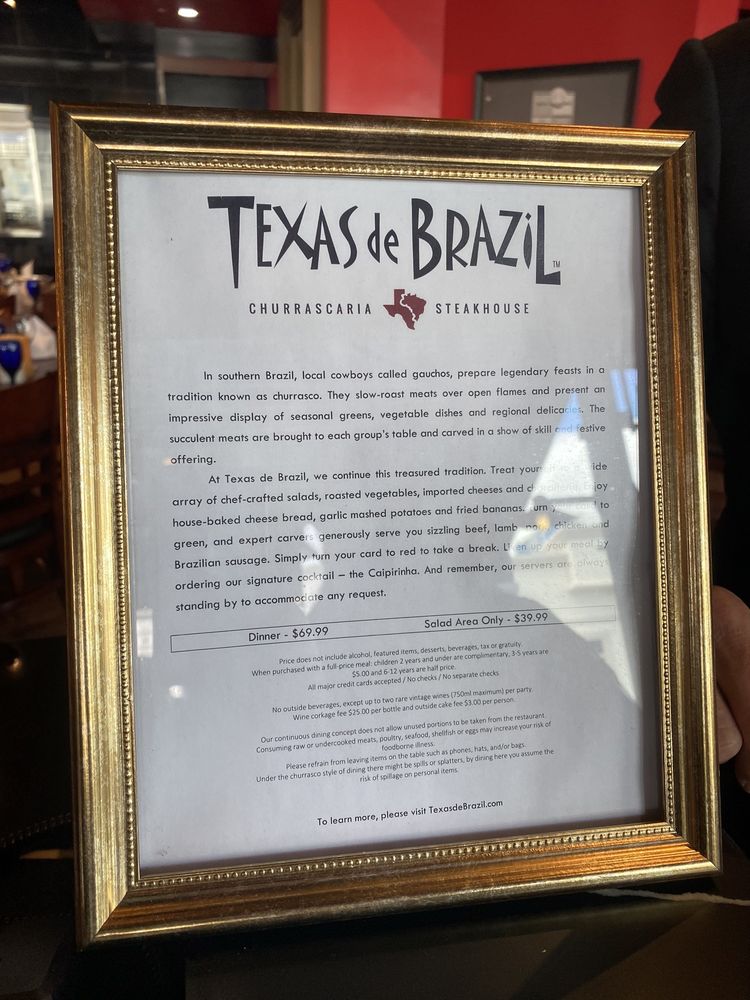 TEXAS de BRAZIL TM
CHURRASCARIA STEAKHOUSE
In southern Brazil, local cowboys called gauchos, prepare legendary feasts in a
tradition known as churrasco. They slow-roast meats over open flames and present an
impressive display of seasonal greens, vegetable dishes and regional delicacies. The
succulent meats are brought to each group's table and carved in a show of skill and festive
offering.
At Texas de Brazil, we continue this treasured tradition. Treat
array of chef-crafted salads, roasted vegetables, imported cheeses and
house-baked cheese bread, garlic mashed potatoes and fried bananas. to
green, and expert carvers generously serve you sizzling beef, lamb, chicken and
Brazilian sausage. Simply turn your card to red to take a break. up your meal by
ordering our signature cocktail – the Caipirinha. And remember, our servers are always
standing by to accommodate any request.
Dinner - $69.99 Salad Area Only - $39.99
Price does not include alcohol, featured items, desserts, beverages, tax or gratuity.
When purchased with a full-price meal: children 2 years and under are complimentary, 3-5 years are
$5.00 and 6-12 years are half price.
All major credit cards accepted / No checks / No separate checks
No outside beverages, except up to two rare vintage wines (750ml maximum) per party.
Wine corkage fee $25.00 per bottle and outside cake fee $3.00 per person.
Our continuous dining concept does not allow unused portions to be taken from the restaurant.
Consuming raw or undercooked meats, poultry, seafood, shellfish or eggs may increase your risk of
foodborne illness.
Please refrain from leaving items on the table such as phones, hats, and/or bags.
Under the churrasco style of dining there might be spills or splatters, by dining here you assume the
risk of spillage on personal items.
To learn more, please visit TexasdeBrazil.com